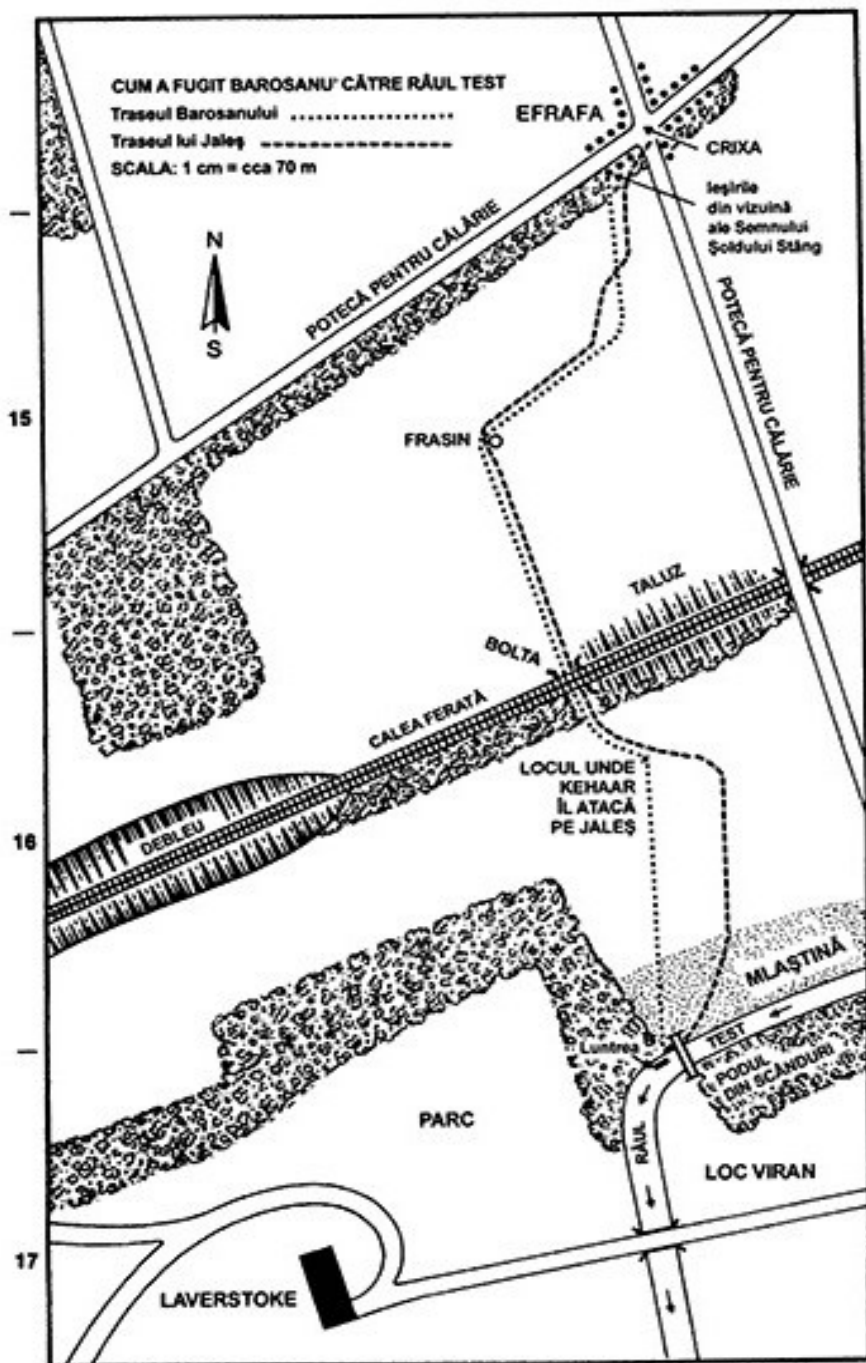 CUM A FUGIT BAROSANU' CĂTRE RÂUL TEST
Traseul Barosanului
Traseul lui Jaleș
SCALA: 1 cm = cca 70 m
EFRAFA
CRIXA
Ieșirile
din vizuină
ale Semnului
Șoldului Stâng
N
S
POTECĂ PENTRU CĂLĂRIE
POTECĂ PENTRU CĂLĂRIE
15
FRASIN
TALUZ
BOLTA
CALEA FERATĂ
LOCUL UNDE
KEHAAR
ÎL ATACĂ
PE JALEȘ
DEBLEU
16
MLAȘTINĂ
Luntrea
TEST
PODUL
DIN SCÂNDURI
PARC
RÂUL
LOC VIRAN
17
LAVERSTOKE